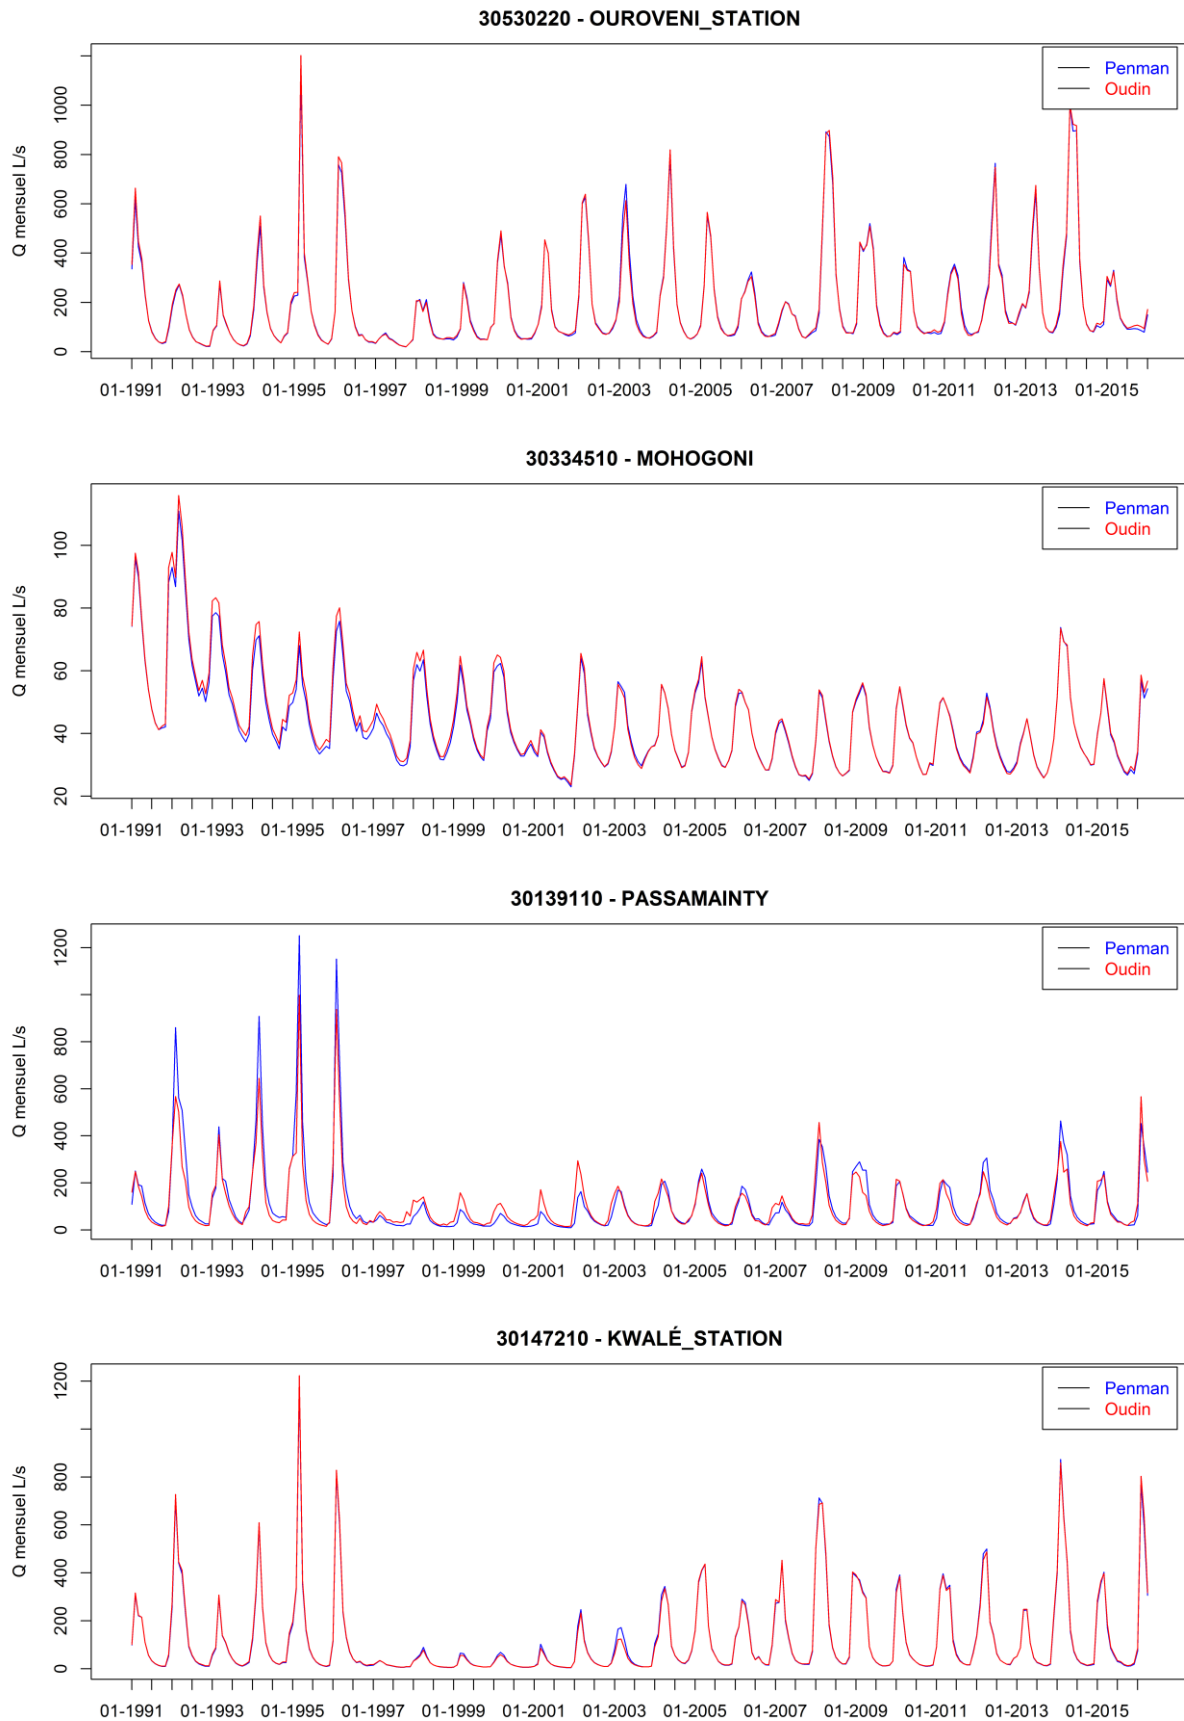 30530220 - OUROVENI_STATION
Penman
Oudin
Q mensuel L/s
0 200 400 600 800 1000
01-1991 01-1993 01-1995 01-1997 01-1999 01-2001 01-2003 01-2005 01-2007 01-2009 01-2011 01-2013 01-2015
30334510 - MOHOGONI
Penman
Oudin
Q mensuel L/s
20 40 60 80 100
01-1991 01-1993 01-1995 01-1997 01-1999 01-2001 01-2003 01-2005 01-2007 01-2009 01-2011 01-2013 01-2015
30139110 - PASSAMAINTY
Penman
Oudin
Q mensuel L/s
0 200 400 600 800 1200
01-1991 01-1993 01-1995 01-1997 01-1999 01-2001 01-2003 01-2005 01-2007 01-2009 01-2011 01-2013 01-2015
30147210 - KWALÉ_STATION
Penman
Oudin
Q mensuel L/s
0 200 400 600 800 1200
01-1991 01-1993 01-1995 01-1997 01-1999 01-2001 01-2003 01-2005 01-2007 01-2009 01-2011 01-2013 01-2015